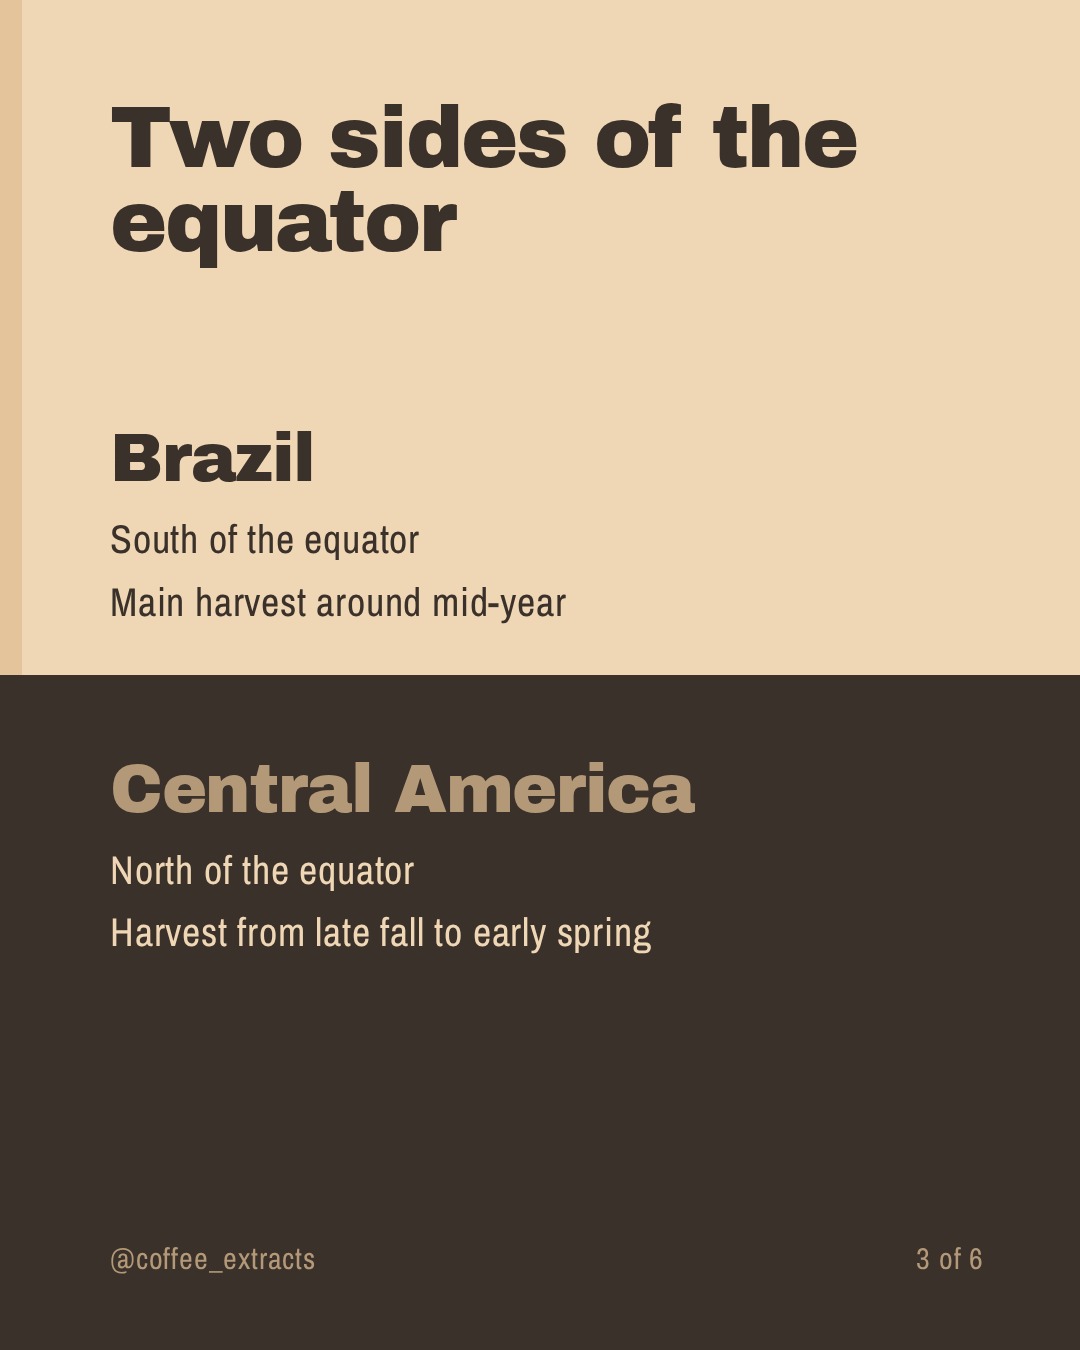 Two sides of the
equator
Brazil
South of the equator
Main harvest around mid-year
Central America
North of the equator
Harvest from late fall to early spring
@coffee_extracts
3 of 6